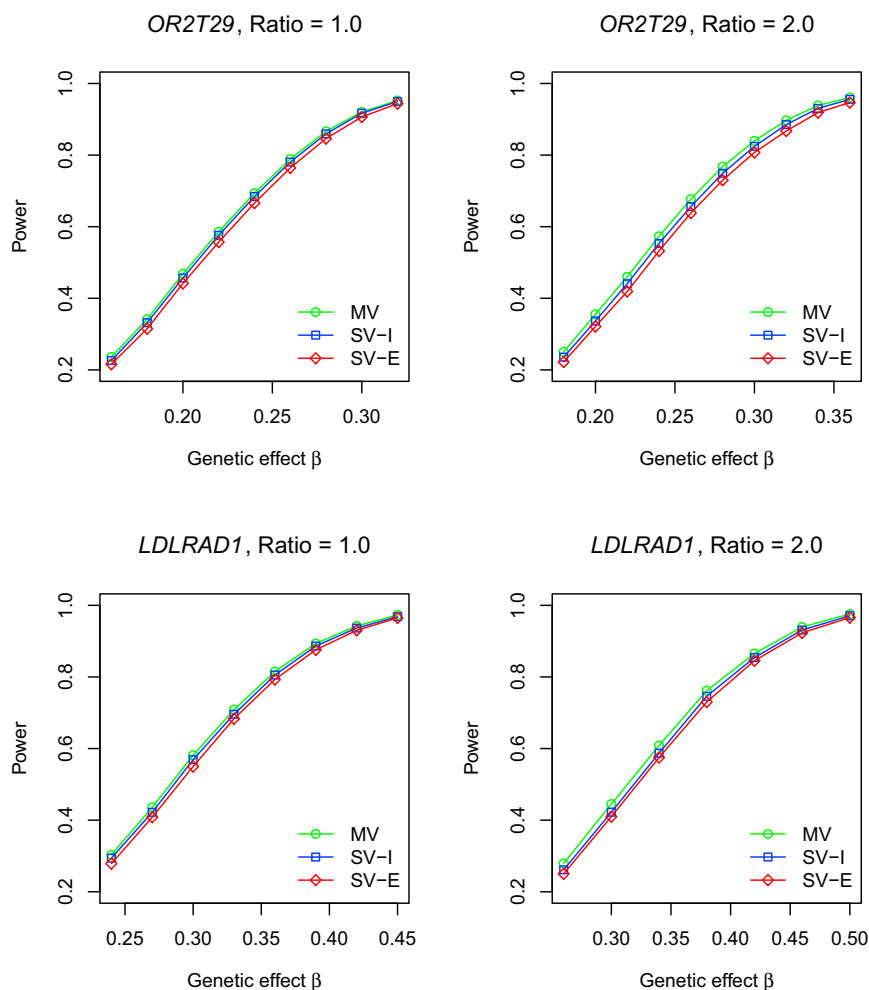 OR2T29, Ratio = 1.0
Power
1.0
0.8
0.6
0.4
0.2
MV
SV−I
SV−E
0.20 0.25 0.30
Genetic effect β
OR2T29, Ratio = 2.0
Power
1.0
0.8
0.6
0.4
0.2
MV
SV−I
SV−E
0.20 0.25 0.30 0.35
Genetic effect β
LDLRAD1, Ratio = 1.0
Power
1.0
0.8
0.6
0.4
0.2
MV
SV−I
SV−E
0.25 0.30 0.35 0.40 0.45
Genetic effect β
LDLRAD1, Ratio = 2.0
Power
1.0
0.8
0.6
0.4
0.2
MV
SV−I
SV−E
0.30 0.35 0.40 0.45 0.50
Genetic effect β